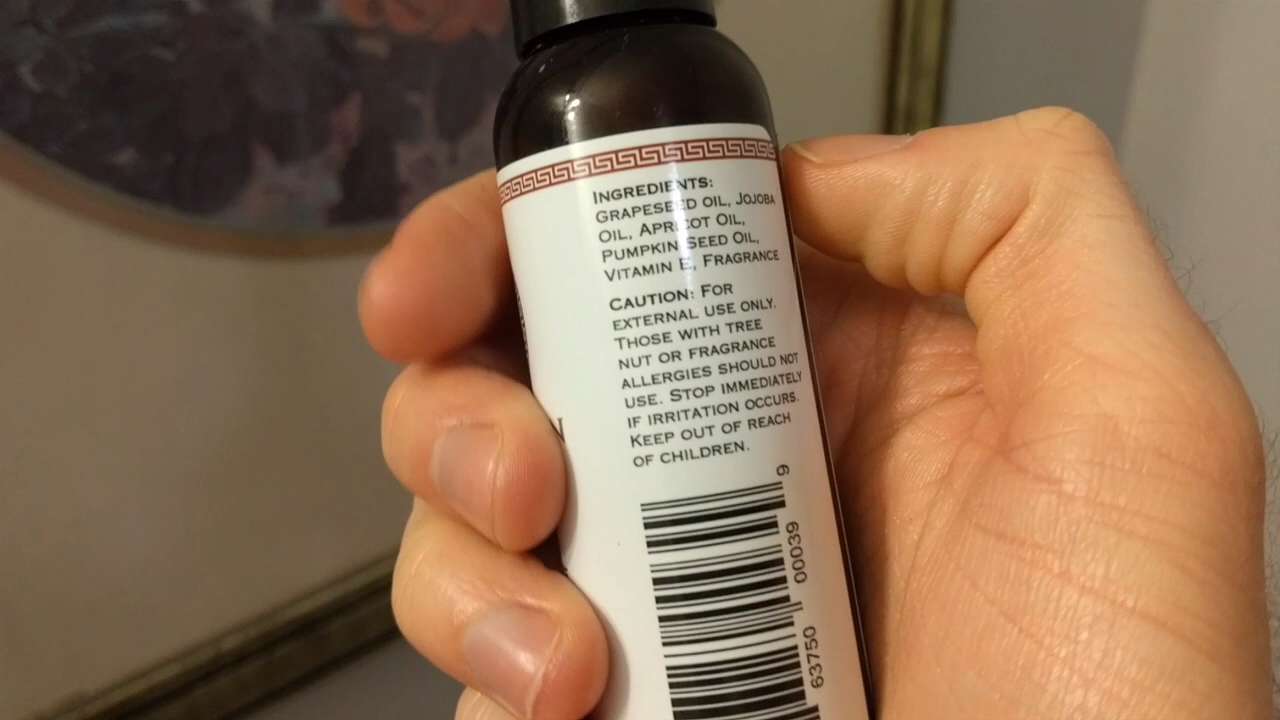 INGREDIENTS:
GRAPESEED OIL, JOJOBA
OIL, APRICOT OIL,
PUMPKIN SEED OIL,
VITAMIN E, FRAGRANCE
CAUTION: FOR
EXTERNAL USE ONLY.
THOSE WITH TREE
NUT OR FRAGRANCE
ALLERGIES SHOULD NOT
USE. STOP IMMEDIATELY
IF IRRITATION OCCURS.
KEEP OUT OF REACH
OF CHILDREN.
63750 00039 9